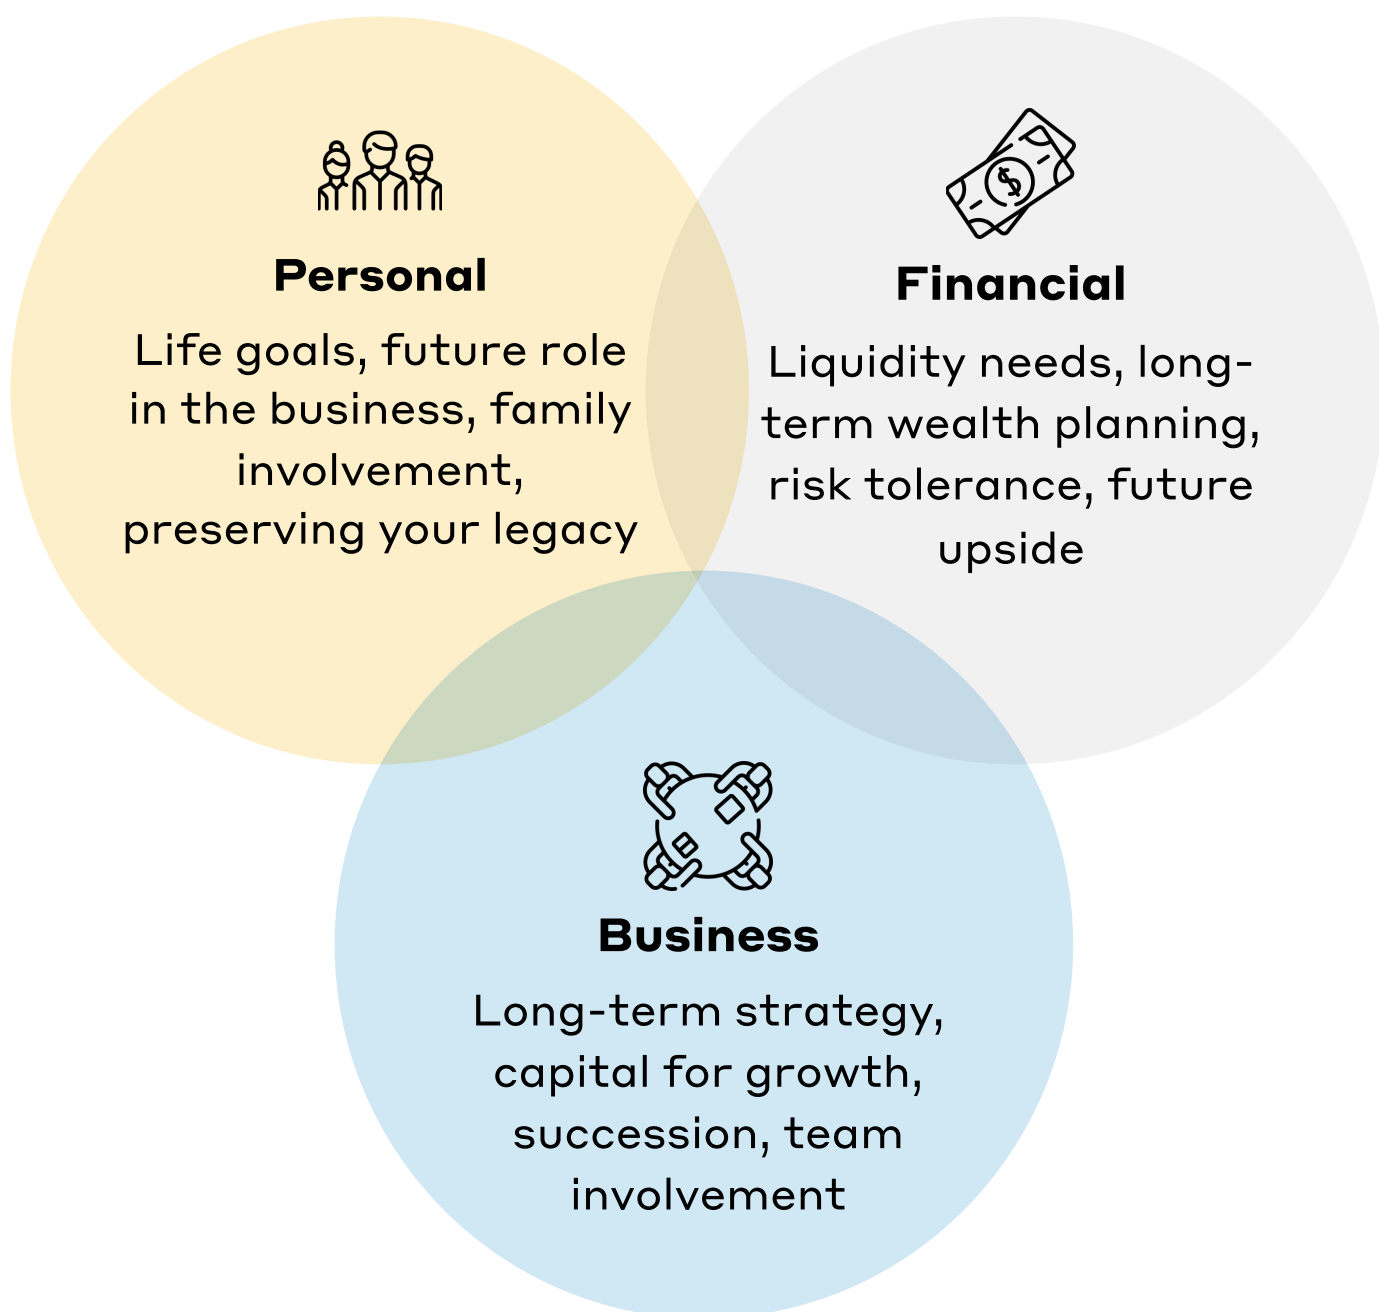 Personal
Life goals, future role
in the business, family
involvement,
preserving your legacy
Financial
Liquidity needs, long-
term wealth planning,
risk tolerance, future
upside
Business
Long-term strategy,
capital for growth,
succession, team
involvement